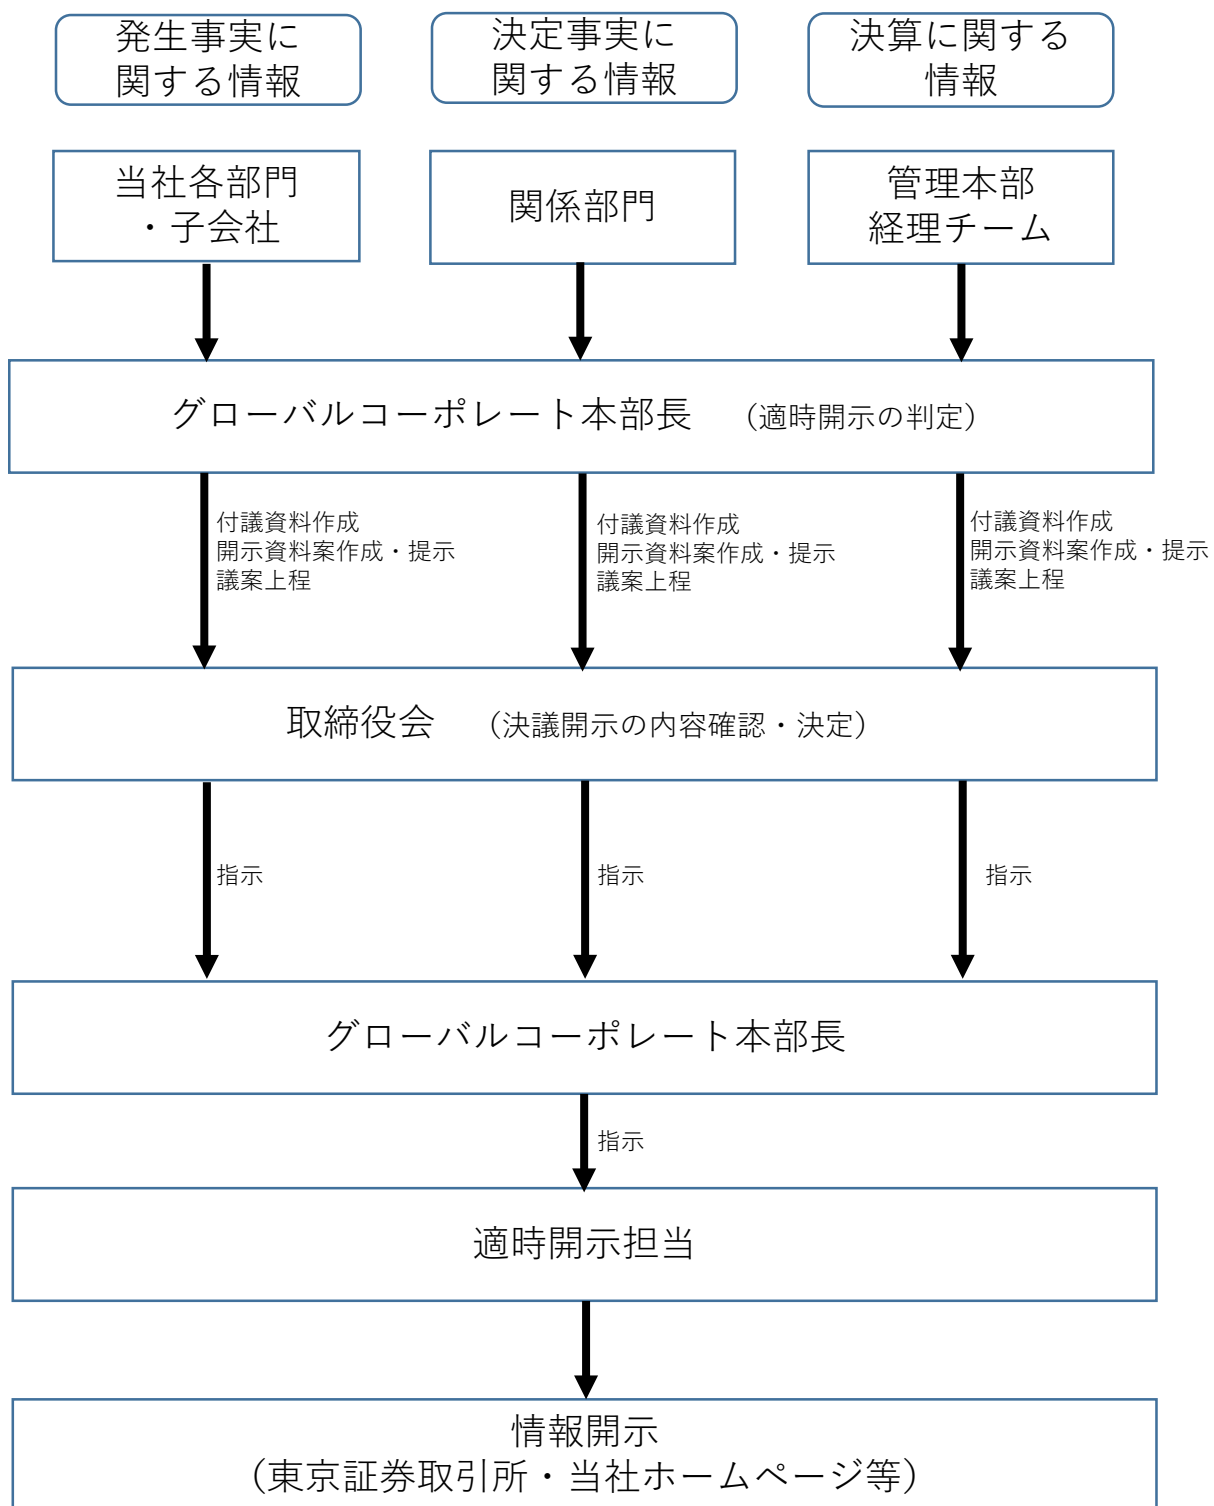 発生事実に
関する情報
決定事実に
関する情報
決算に関する
情報
当社各部門
・子会社
関係部門
管理本部
経理チーム
グローバルコーポレート本部長 （適時開示の判定）
付議資料作成
開示資料案作成・提示
議案上程
付議資料作成
開示資料案作成・提示
議案上程
付議資料作成
開示資料案作成・提示
議案上程
取締役会 （決議開示の内容確認・決定）
指示
指示
指示
グローバルコーポレート本部長
指示
適時開示担当
情報開示
（東京証券取引所・当社ホームページ等）